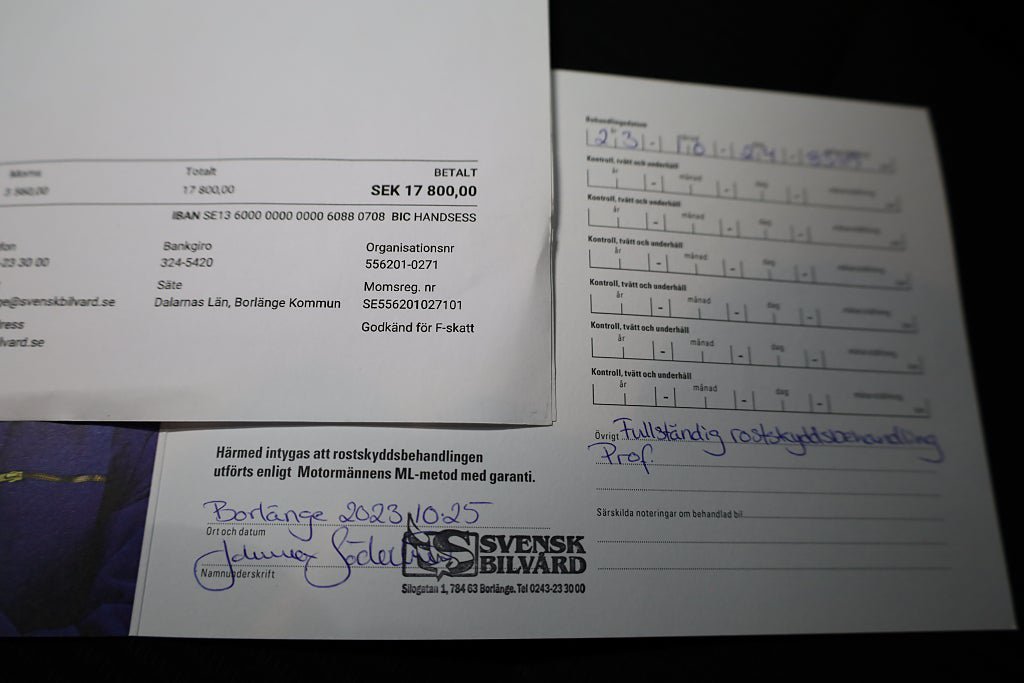 Totalt
BETALT
17 800,00
SEK 17 800,00
IBAN SE13 6000 0000 0000 6088 0708 BIC HANDSESS
Bankgiro
Organisationsnr
-23 30 00
324-5420
556201-0271
Säte
Momsreg. nr
ge@svenskbilvard.se
Dalarnas Län, Borlänge Kommun
SE556201027101
ress
Godkänd för F-skatt
lvard.se
Härmed intygas att rostskyddsbehandlingen
utförts enligt Motormännens ML-metod med garanti.
Borlänge 2023 10-25
Ort och datum
Namnunderskrift
SVENSK
BILVÅRD
Silogatan 1, 784 63 Borlänge. Tel 0243-23 30 00
Behandlingsdatum
23 - 10 - 24 -
Kontroll, tvätt och underhåll
år - månad - dag -
Kontroll, tvätt och underhåll
år - månad - dag -
Kontroll, tvätt och underhåll
år - månad - dag -
Kontroll, tvätt och underhåll
år - månad - dag -
Kontroll, tvätt och underhåll
år - månad - dag -
Kontroll, tvätt och underhåll
år - månad - dag -
Övrigt Fullständig rostskyddsbehandling
Prof.
Särskilda noteringar om behandlad bil